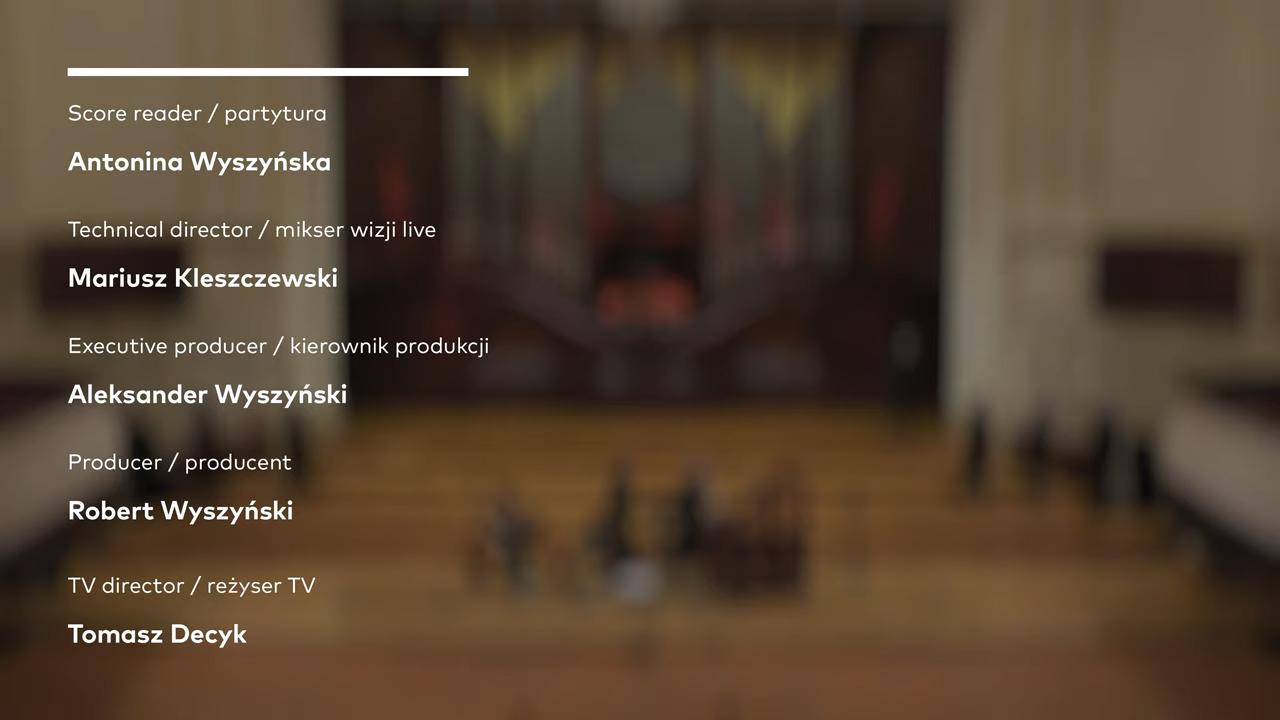 Score reader / partytura
Antonina Wyszyńska
Technical director / mikser wizji live
Mariusz Kleszczewski
Executive producer / kierownik produkcji
Aleksander Wyszyński
Producer / producent
Robert Wyszyński
TV director / reżyser TV
Tomasz Decyk